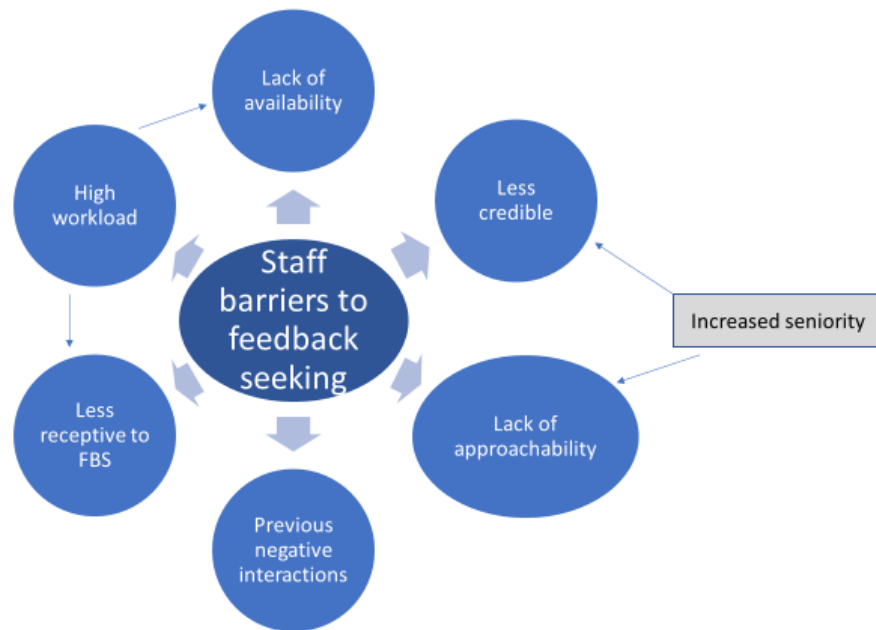 Lack of
availability
High
workload
Less
credible
Staff
barriers to
feedback
seeking
Increased seniority
Less
receptive to
FBS
Lack of
approachability
Previous
negative
interactions